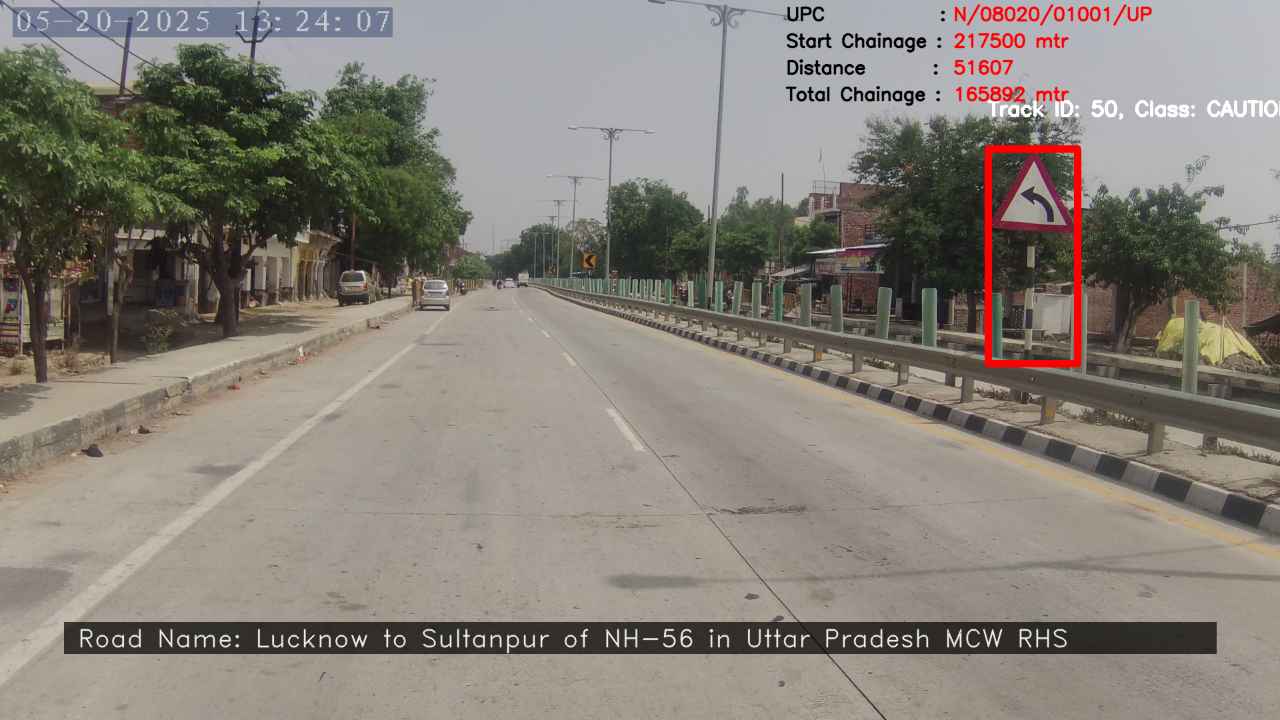 05-20-2025 13:24:07
UPC : N/08020/01001/UP
Start Chainage : 217500 mtr
Distance : 51607
Total Chainage : 165892 mtr
Track ID: 50, Class: CAUTIO
Road Name: Lucknow to Sultanpur of NH-56 in Uttar Pradesh MCW RHS